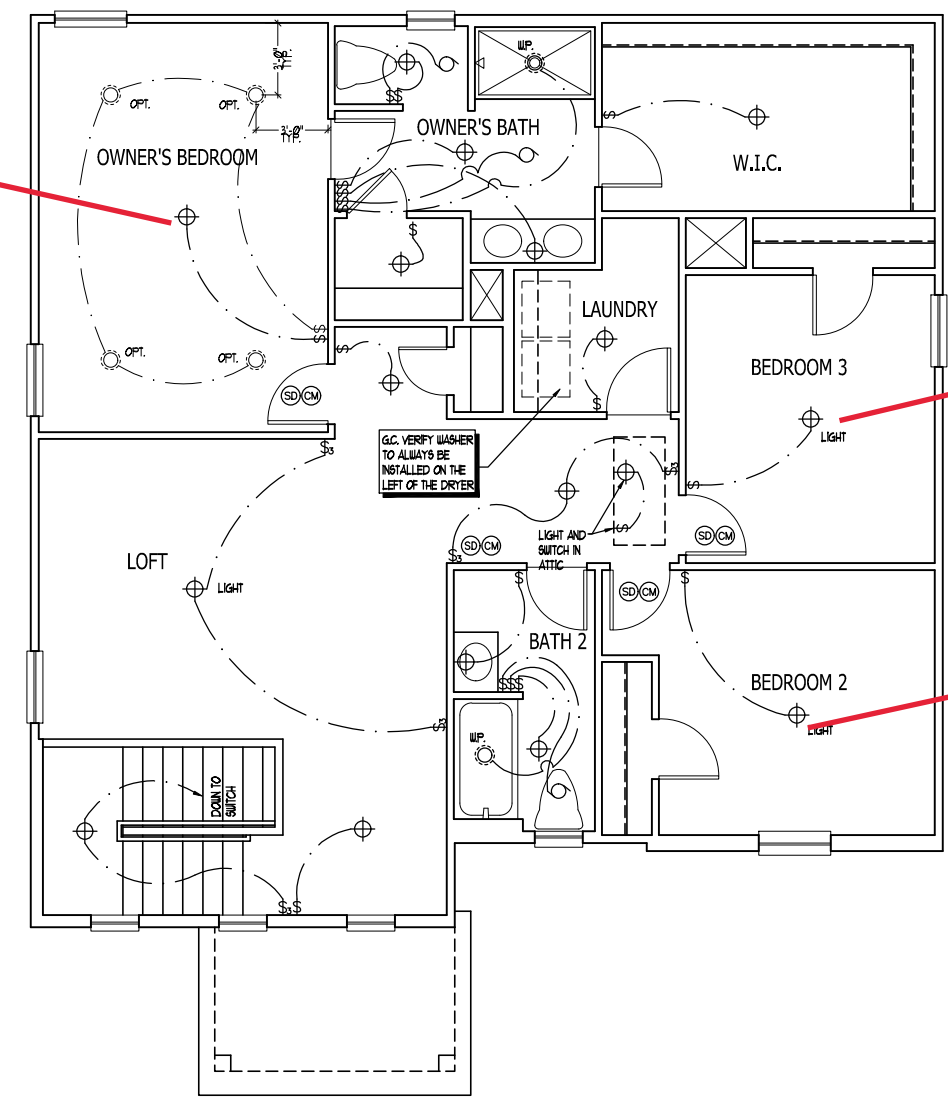 3'-0"
TYP.
W.P.
OPT.
OPT.
3'-0"
TYP.
OWNER'S BATH
$$
OWNER'S BEDROOM
W.I.C.
$
$
$
$
$
$
LAUNDRY
$
$
OPT.
OPT.
$
BEDROOM 3
SD CM
$
LIGHT
G.C. VERIFY WASHER
TO ALWAYS BE
INSTALLED ON THE
LEFT OF THE DRYER
$3
$3
$
$
LIGHT AND
SWITCH IN
ATTIC
SD CM
SD CM
$3
LOFT
LIGHT
SD CM
$
$
BATH 2
$$$
BEDROOM 2
LIGHT
$3
W.P.
DOWN TO
SWITCH
$3$